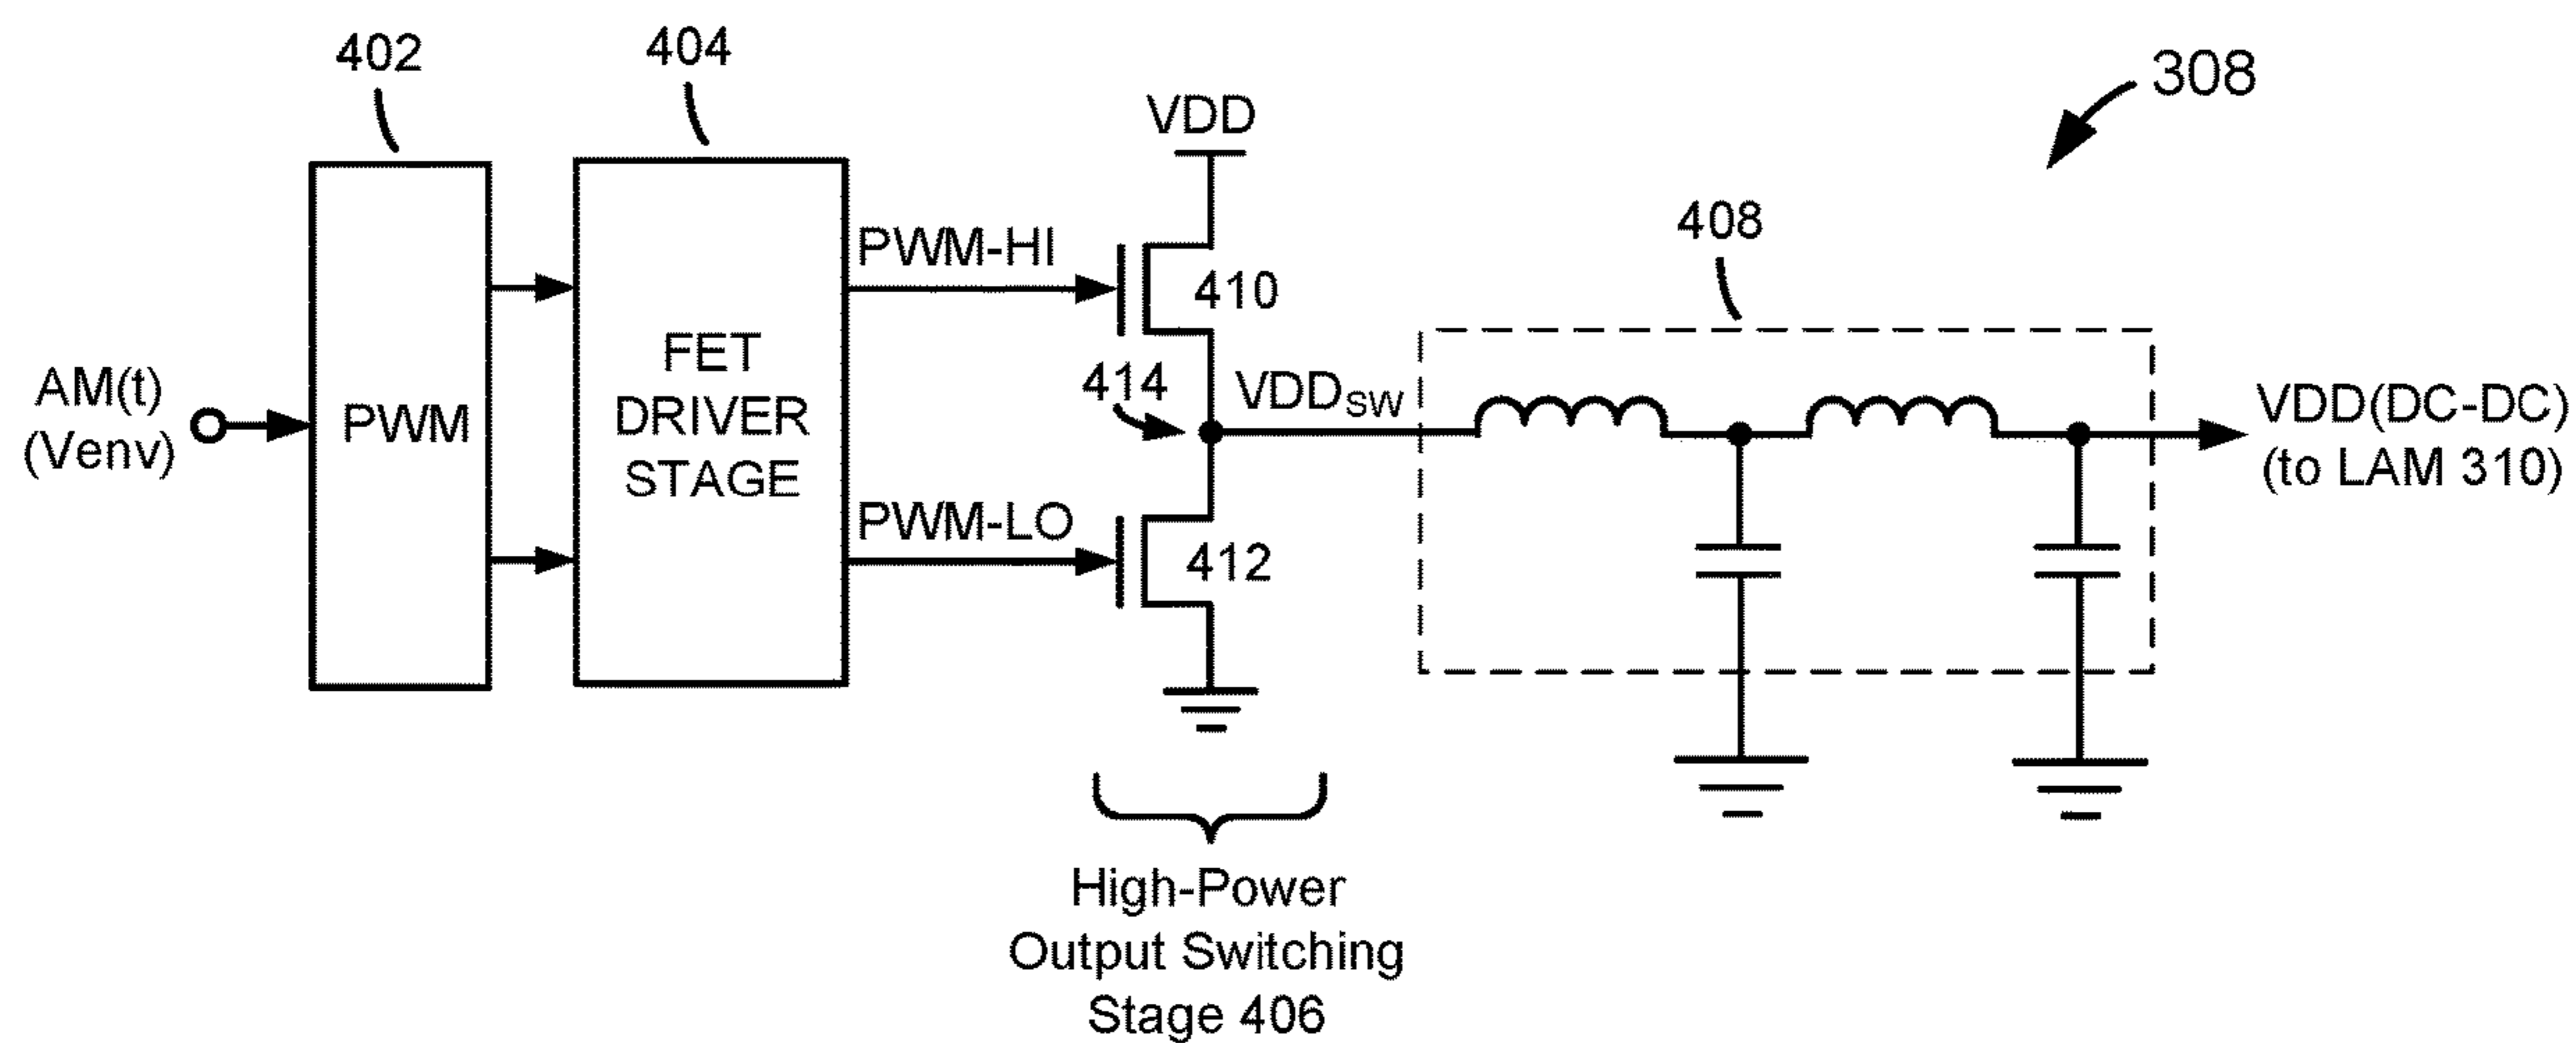 402
404
308
VDD
408
PWM-HI
410
AM(t)
(Venv)
PWM
FET
DRIVER
STAGE
414
VDDSW
VDD(DC-DC)
(to LAM 310)
PWM-LO
412
High-Power
Output Switching
Stage 406